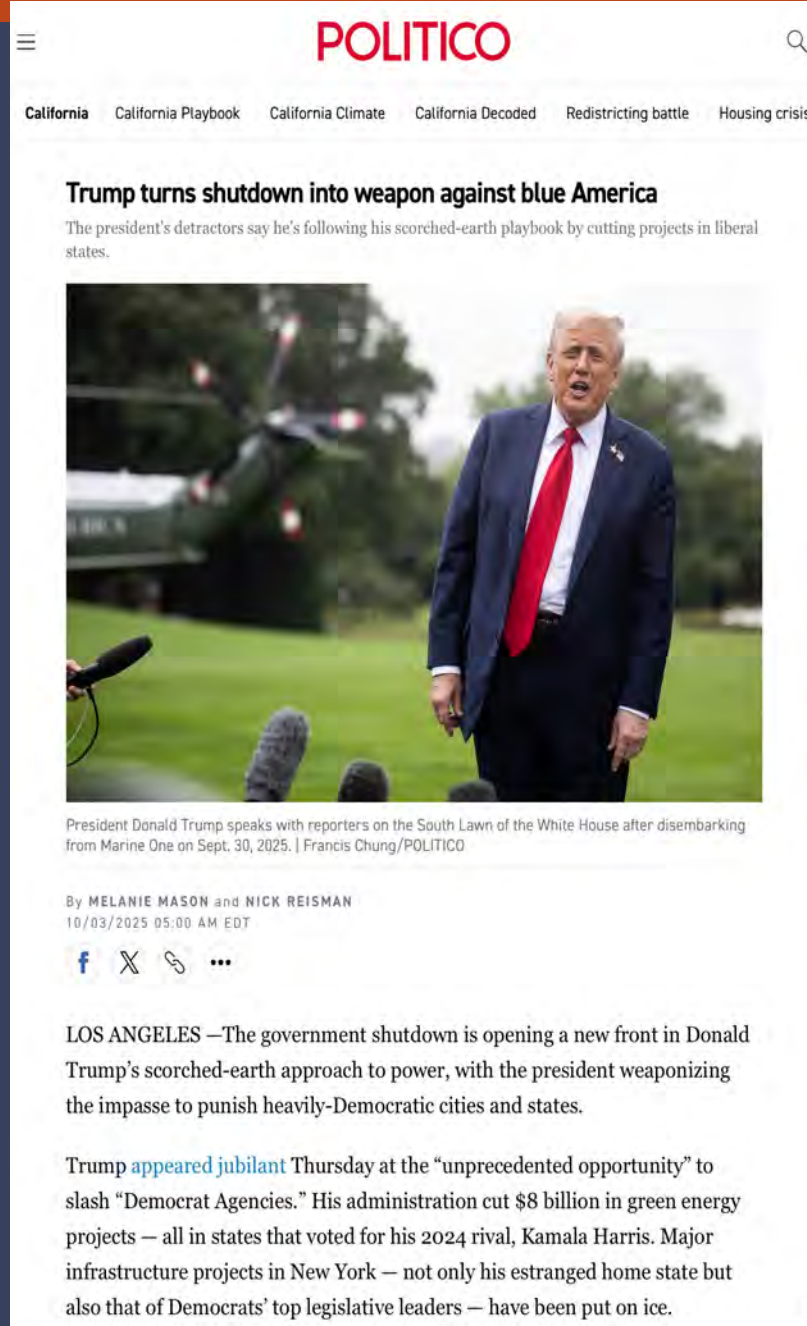 POLITICO
California California Playbook California Climate California Decoded Redistricting battle Housing crisis
Trump turns shutdown into weapon against blue America
The president's detractors say he's following his scorched-earth playbook by cutting projects in liberal
states.
President Donald Trump speaks with reporters on the South Lawn of the White House after disembarking
from Marine One on Sept. 30, 2025. | Francis Chung/POLITICO
By MELANIE MASON and NICK REISMAN
10/03/2025 05:00 AM EDT
LOS ANGELES —The government shutdown is opening a new front in Donald
Trump's scorched-earth approach to power, with the president weaponizing
the impasse to punish heavily-Democratic cities and states.
Trump appeared jubilant Thursday at the “unprecedented opportunity” to
slash “Democrat Agencies.” His administration cut $8 billion in green energy
projects — all in states that voted for his 2024 rival, Kamala Harris. Major
infrastructure projects in New York — not only his estranged home state but
also that of Democrats' top legislative leaders — have been put on ice.